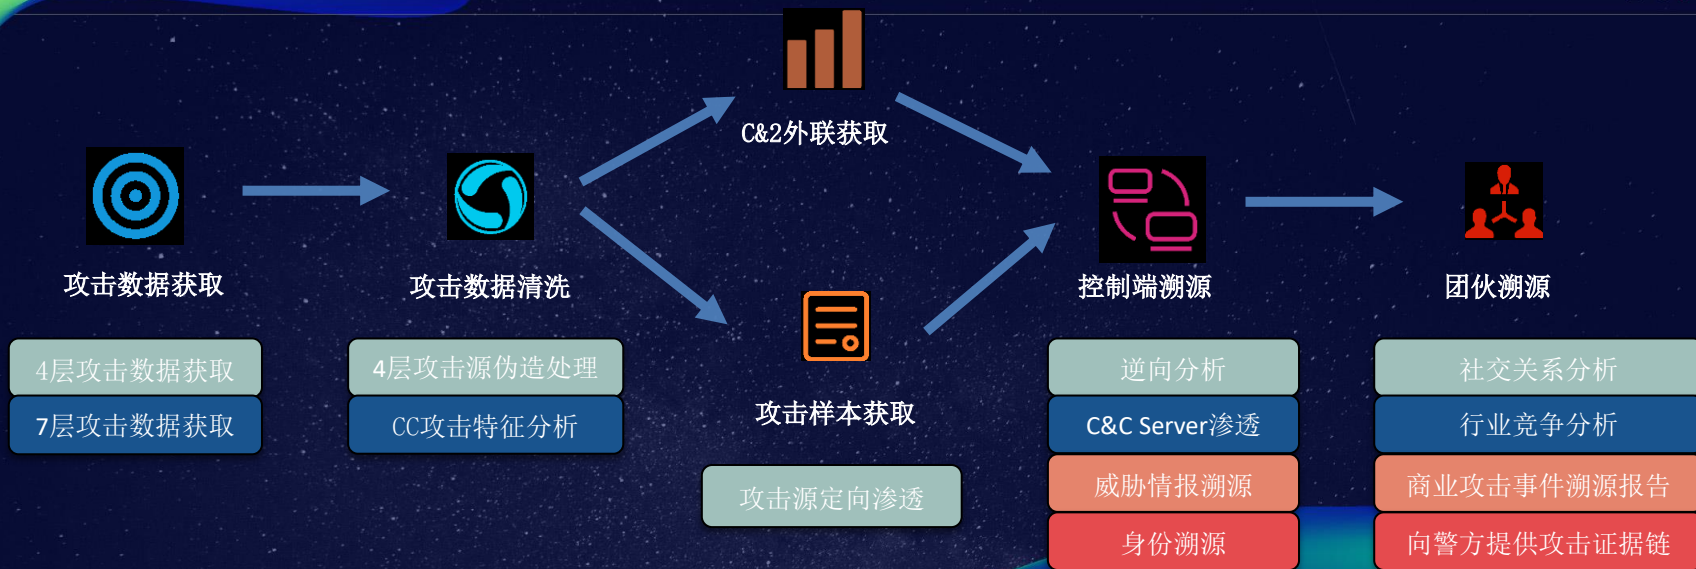 C&2外联获取
攻击数据获取
攻击数据清洗
控制端溯源
团伙溯源
4层攻击数据获取
7层攻击数据获取
4层攻击源伪造处理
CC攻击特征分析
攻击样本获取
攻击源定向渗透
逆向分析
C&C Server渗透
威胁情报溯源
身份溯源
社交关系分析
行业竞争分析
商业攻击事件溯源报告
向警方提供攻击证据链